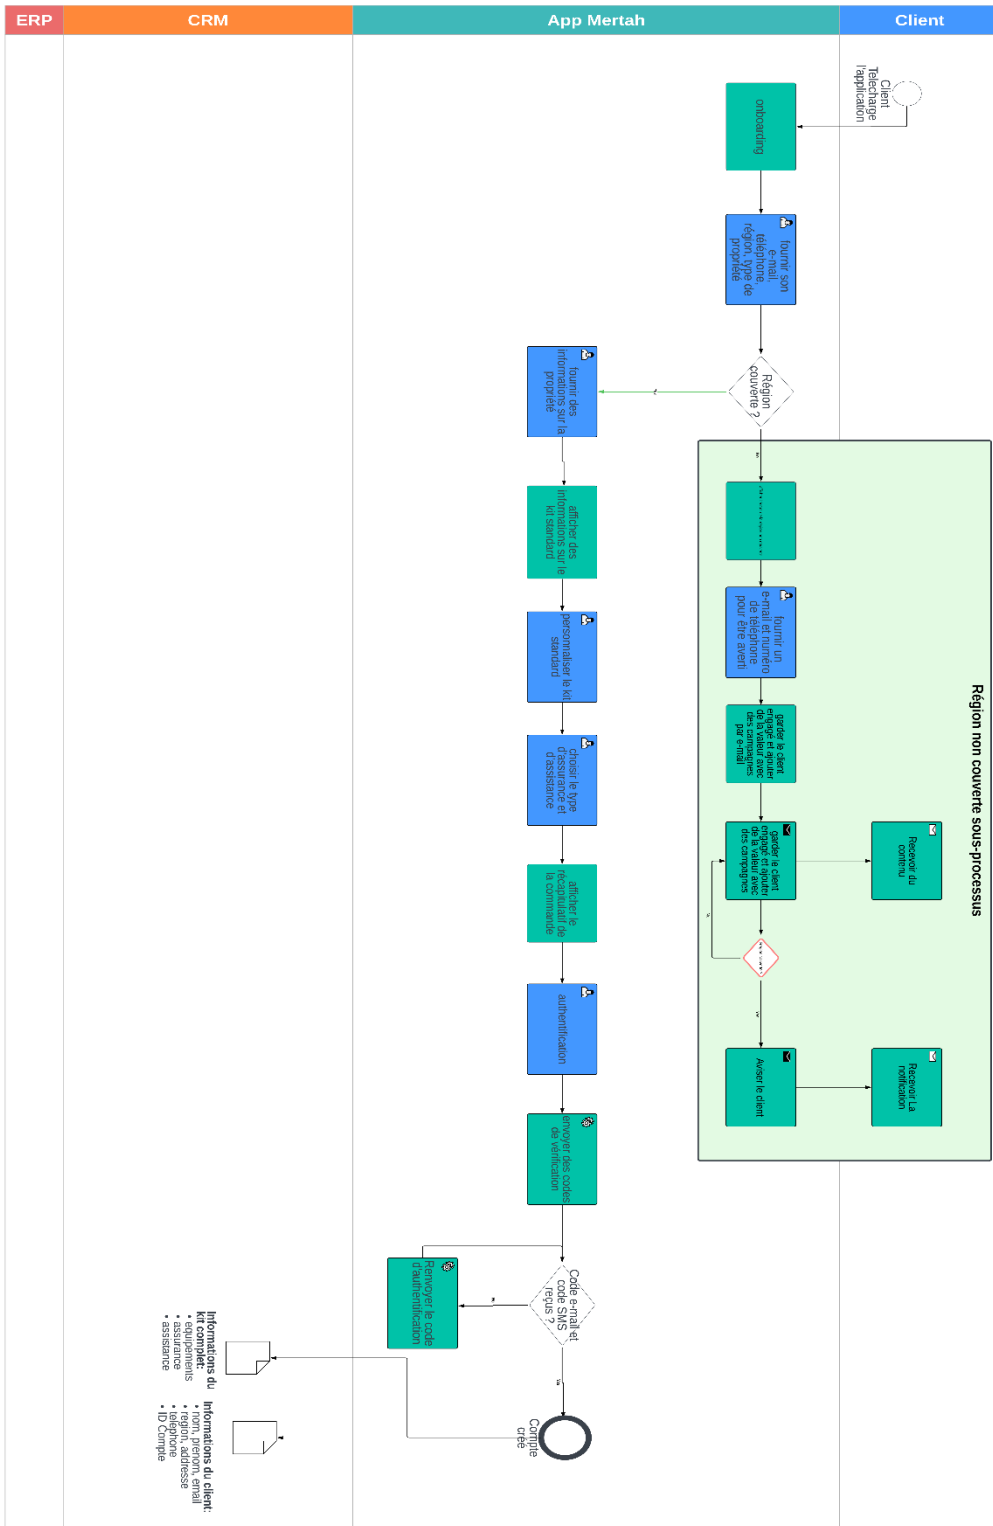 ERP
CRM
App Mertah
Client
Client
Telecharge
l'application
onboarding
fournir son
e-mail,
téléphone,
région, type de
propriété
Région
couverte ?
fournir des
informations sur la
propriété
afficher des
informations sur le
kit standard
personnaliser le kit
standard
choisir le type
d'assurance et
d'assistance
afficher le
récapitulatif de
la commande
authentification
envoyer des codes
de vérification
Code e-mail et
code SMS
reçus ?
Renvoyer le code
d'authentification
Compte
créé
Région non couverte sous-processus
fournir un
e-mail et numéro
de téléphone
pour être averti
garder le client
engagé et ajouter
de la valeur avec
des campagnes
par e-mail
garder le client
engagé et ajouter
de la valeur avec
des campagnes
Recevoir du
contenu
Aviser le client
Recevoir La
notification
Informations du
kit complet:
• equipements
• assurance
• assistance
Informations du client:
• nom, prenom, email
• region, addresse
• telephone
• ID Compte